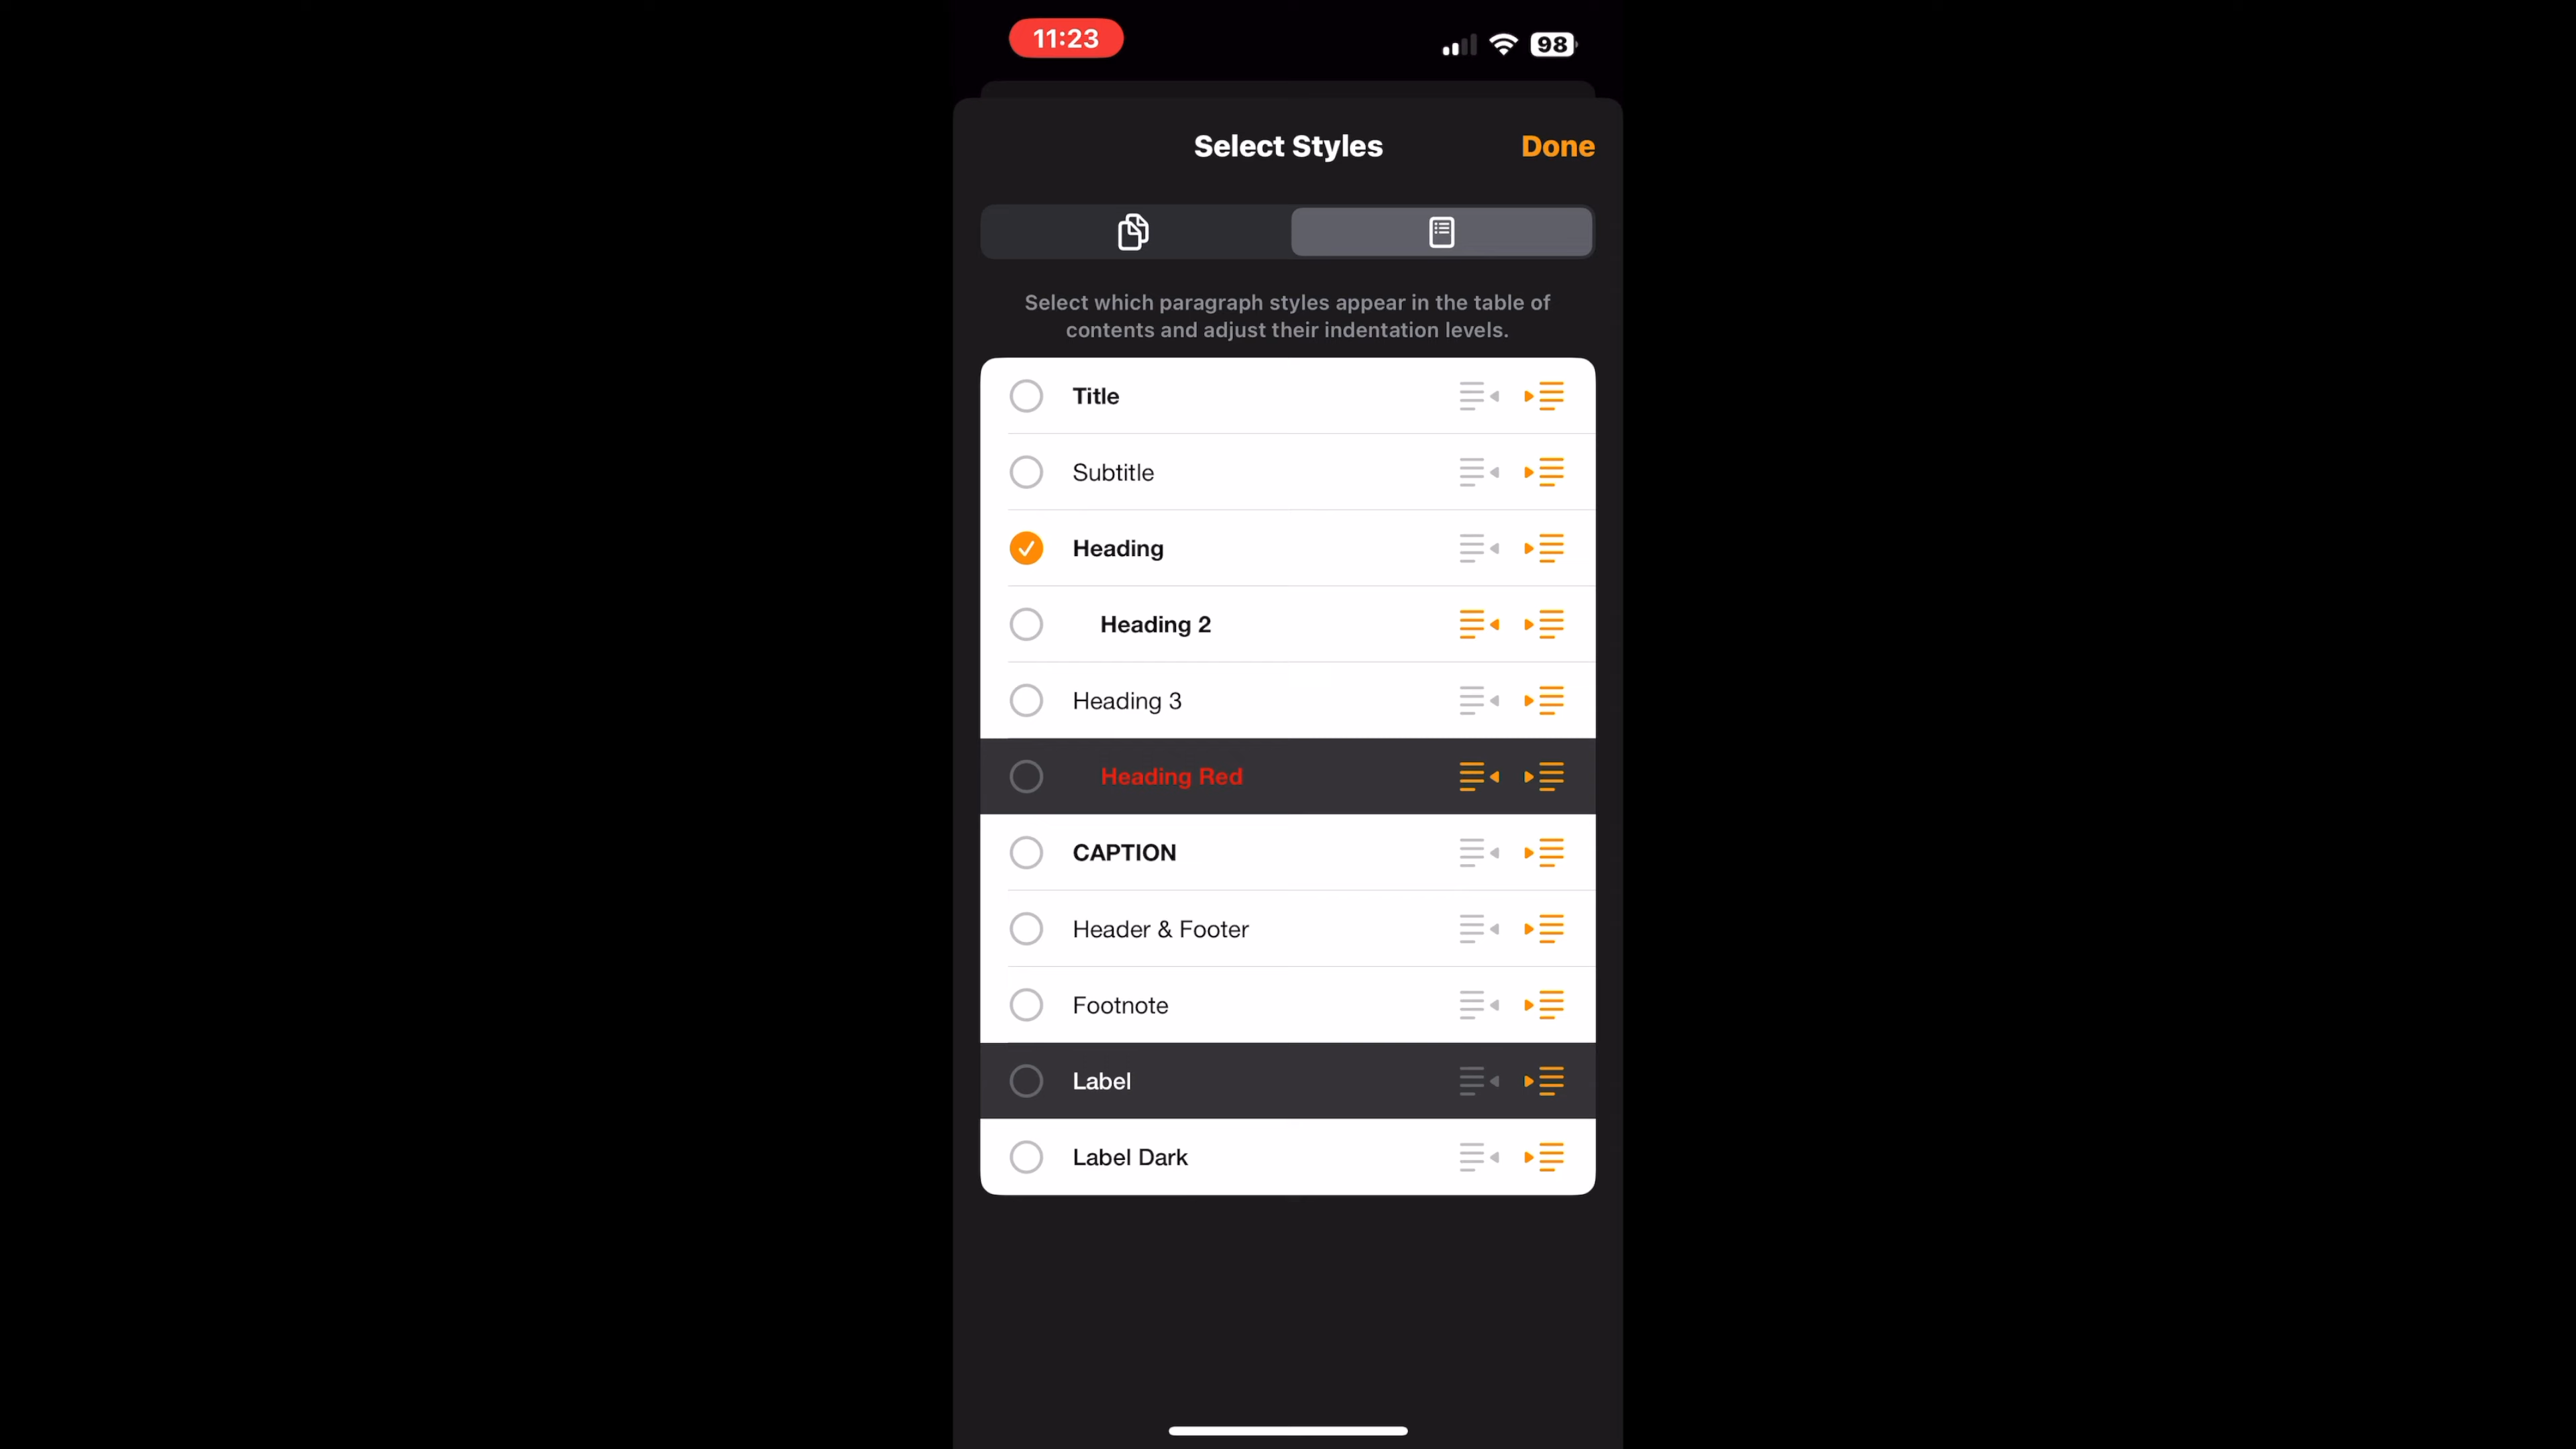 11:23
98
Select Styles
Done
Select which paragraph styles appear in the table of
contents and adjust their indentation levels.
Title
Subtitle
Heading
Heading 2
Heading 3
Heading Red
CAPTION
Header & Footer
Footnote
Label
Label Dark